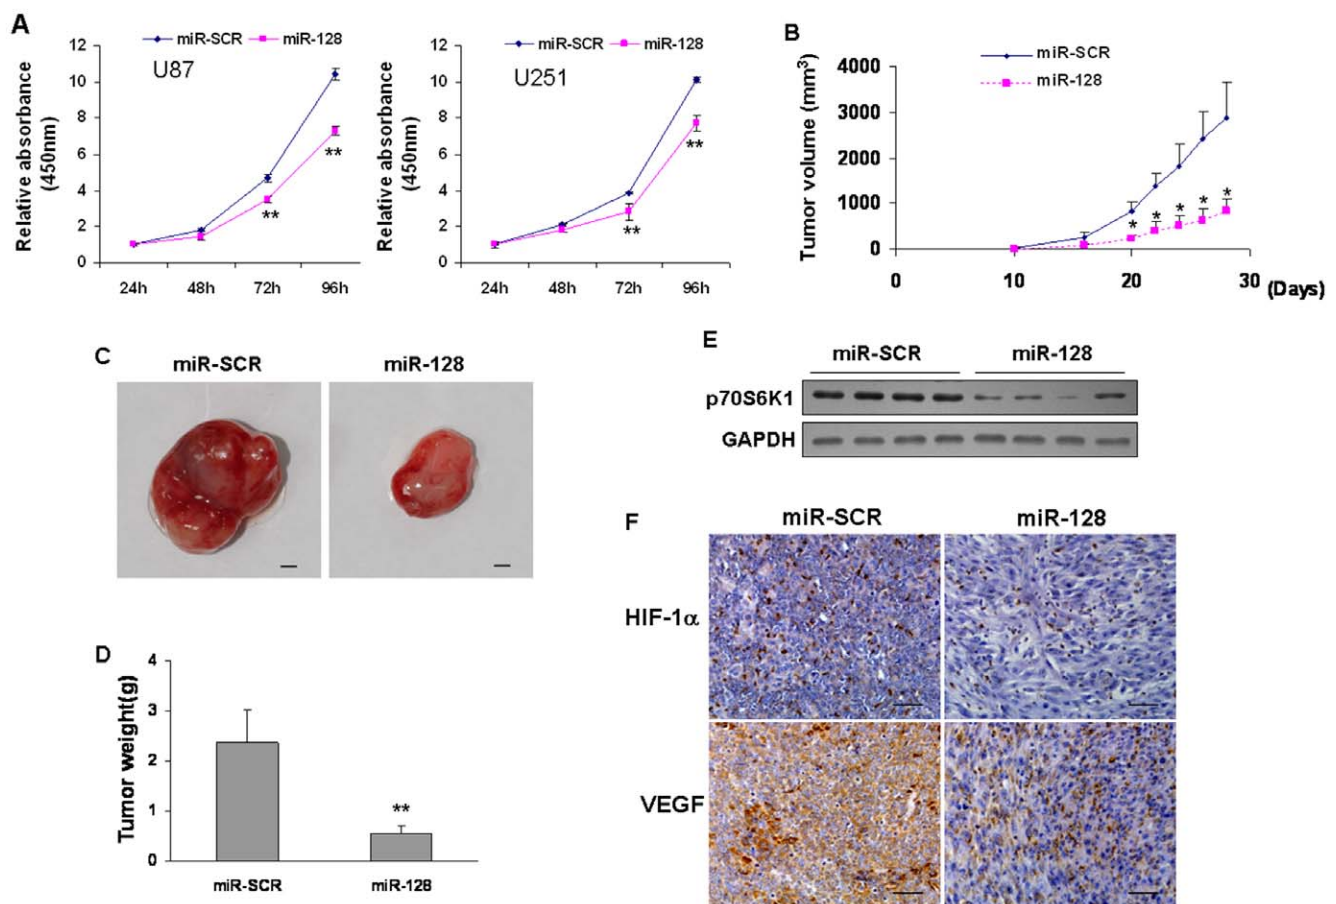 A
miR-SCR miR-128
U87
Relative absorbance
(450nm)
12
10
8
6
4
2
0
**
**
24h 48h 72h 96h
miR-SCR miR-128
U251
Relative absorbance
(450nm)
12
10
8
6
4
2
0
**
**
24h 48h 72h 96h
B
miR-SCR
miR-128
Tumor volume (mm³)
4000
3000
2000
1000
0
* * * * *
0 10 20 30 (Days)
C
miR-SCR miR-128
D
Tumor weight(g)
4
3
2
1
0
**
miR-SCR miR-128
E
miR-SCR miR-128
p70S6K1
GAPDH
F
miR-SCR miR-128
HIF-1α
VEGF